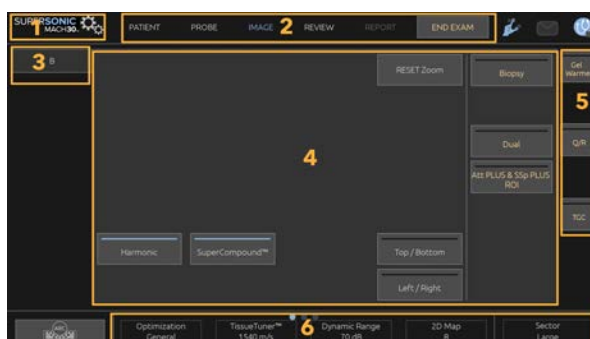 SUPERSONIC
MACH30
1
PATIENT
PROBE
IMAGE
2
REVIEW
REPORT
END EXAM
3
B
RESET Zoom
Biopsy
Gel
Warme
5
4
Dual
Q/R
Att PLUS & SSp PLUS
ROI
TGC
Harmonic
SuperCompound™
Top / Bottom
Left / Right
6
Optimization
General
TissueTuner™
1540 m/s
Dynamic Range
70 dB
2D Map
Sector
Large